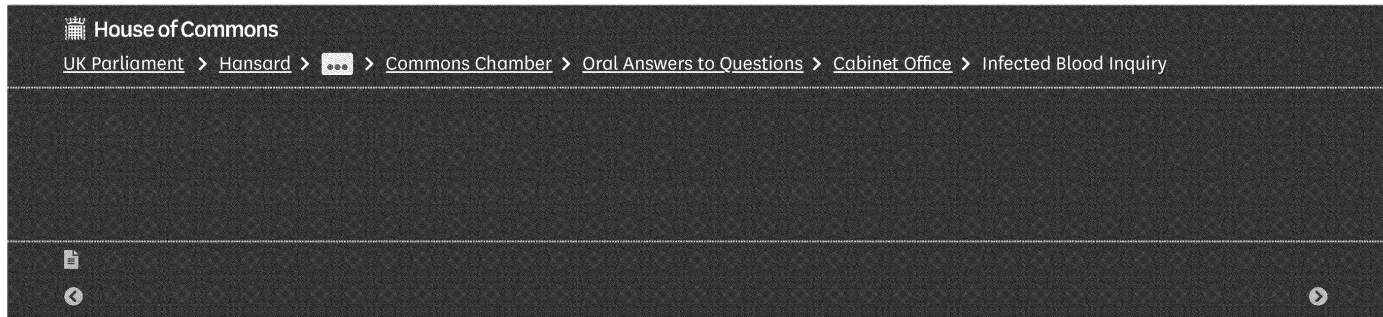 House of Commons
UK Parliament > Hansard > ... > Commons Chamber > Oral Answers to Questions > Cabinet Office > Infected Blood Inquiry